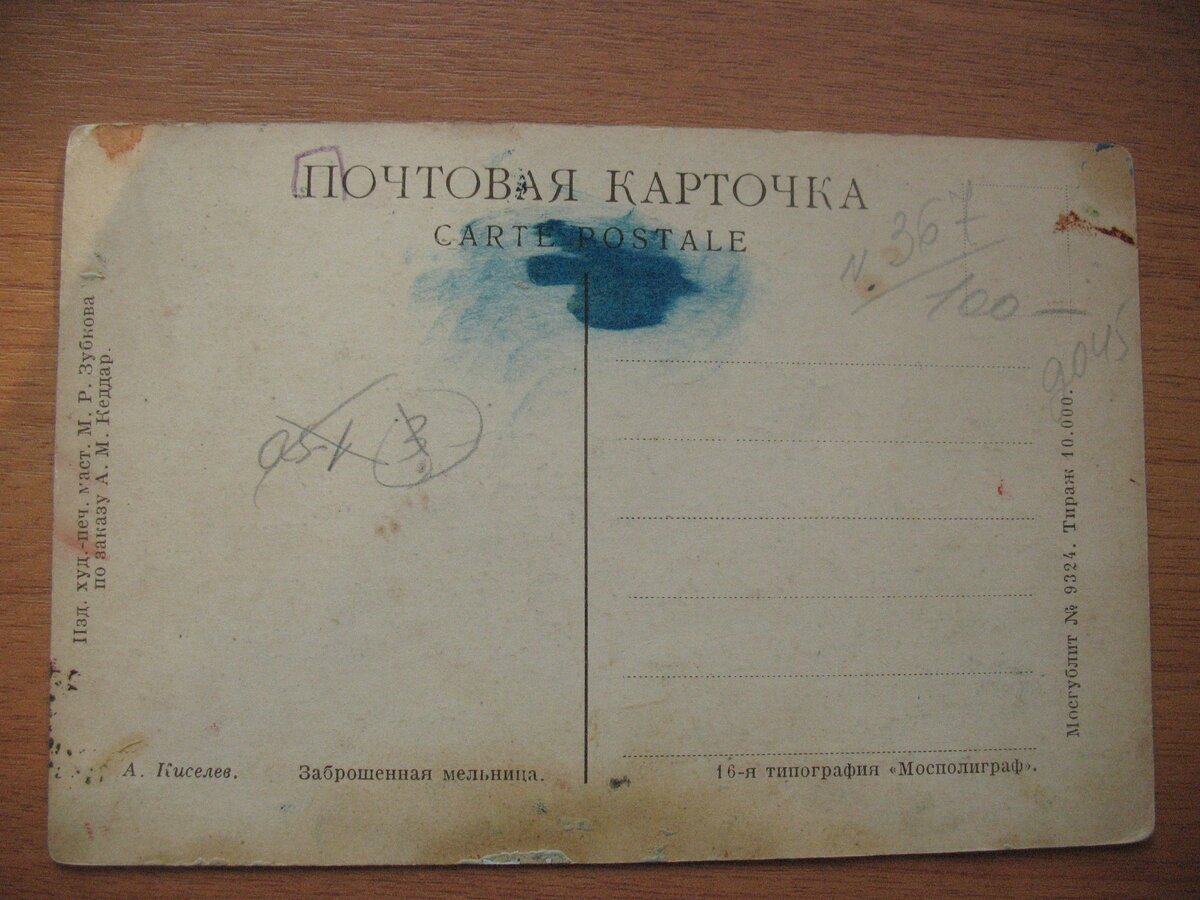 ПОЧТОВАЯ КАРТОЧКА
CARTE POSTALE
N. 367
100 —
Изд. худ.-печ. маст. М. Р. Зубкова
по заказу А. М. Кеддар.
А. Киселев.
Заброшенная мельница.
16-я типография «Мосполиграф».
Мосгублит № 9324. Тираж 10.000.